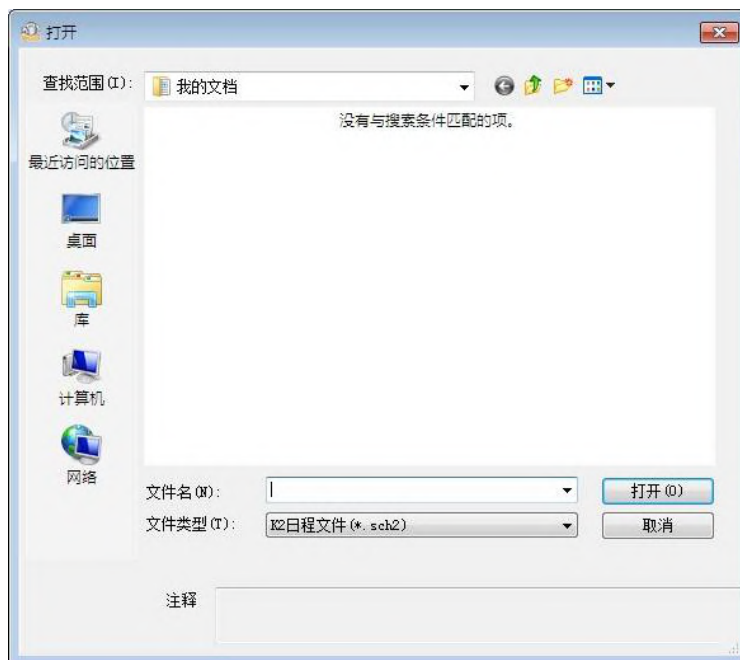 打开
查找范围(I):
我的文档
没有与搜索条件匹配的项。
最近访问的位置
桌面
库
计算机
网络
文件名(N):
打开(O)
文件类型(T):
K2日程文件(*.sch2)
取消
注释